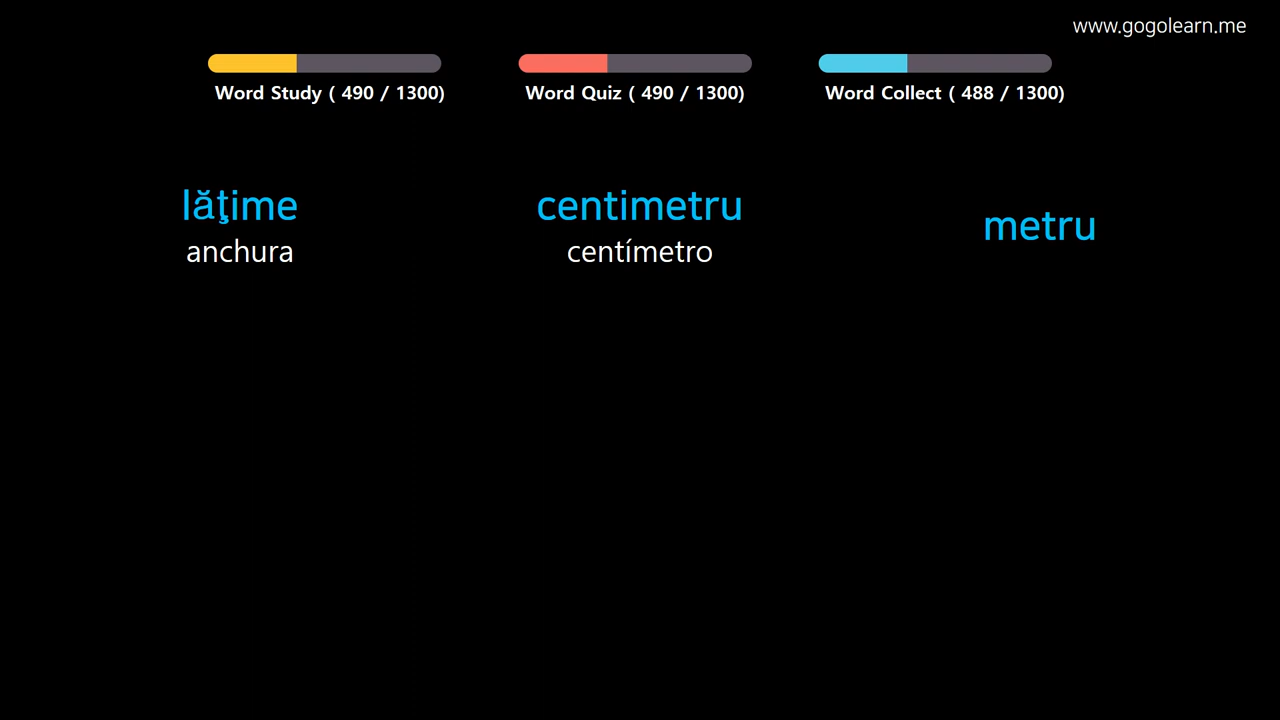 www.gogolearn.me
Word Study ( 490 / 1300)
Word Quiz ( 490 / 1300)
Word Collect ( 488 / 1300)
lăţime
anchura
centimetru
centímetro
metru